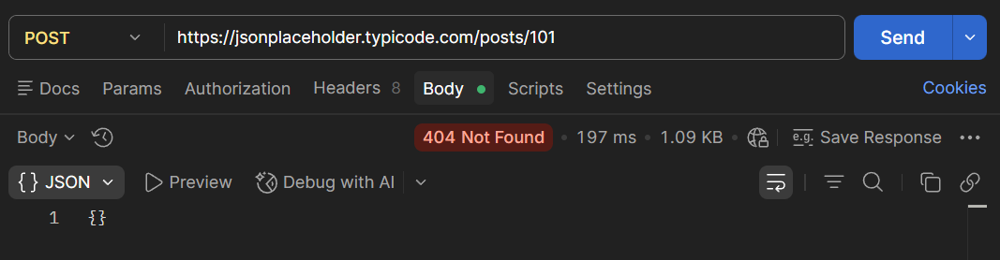 POST https://jsonplaceholder.typicode.com/posts/101 Send
Docs Params Authorization Headers 8 Body Scripts Settings Cookies
Body 404 Not Found 197 ms 1.09 KB e.g. Save Response
{} JSON Preview Debug with AI
1 {}